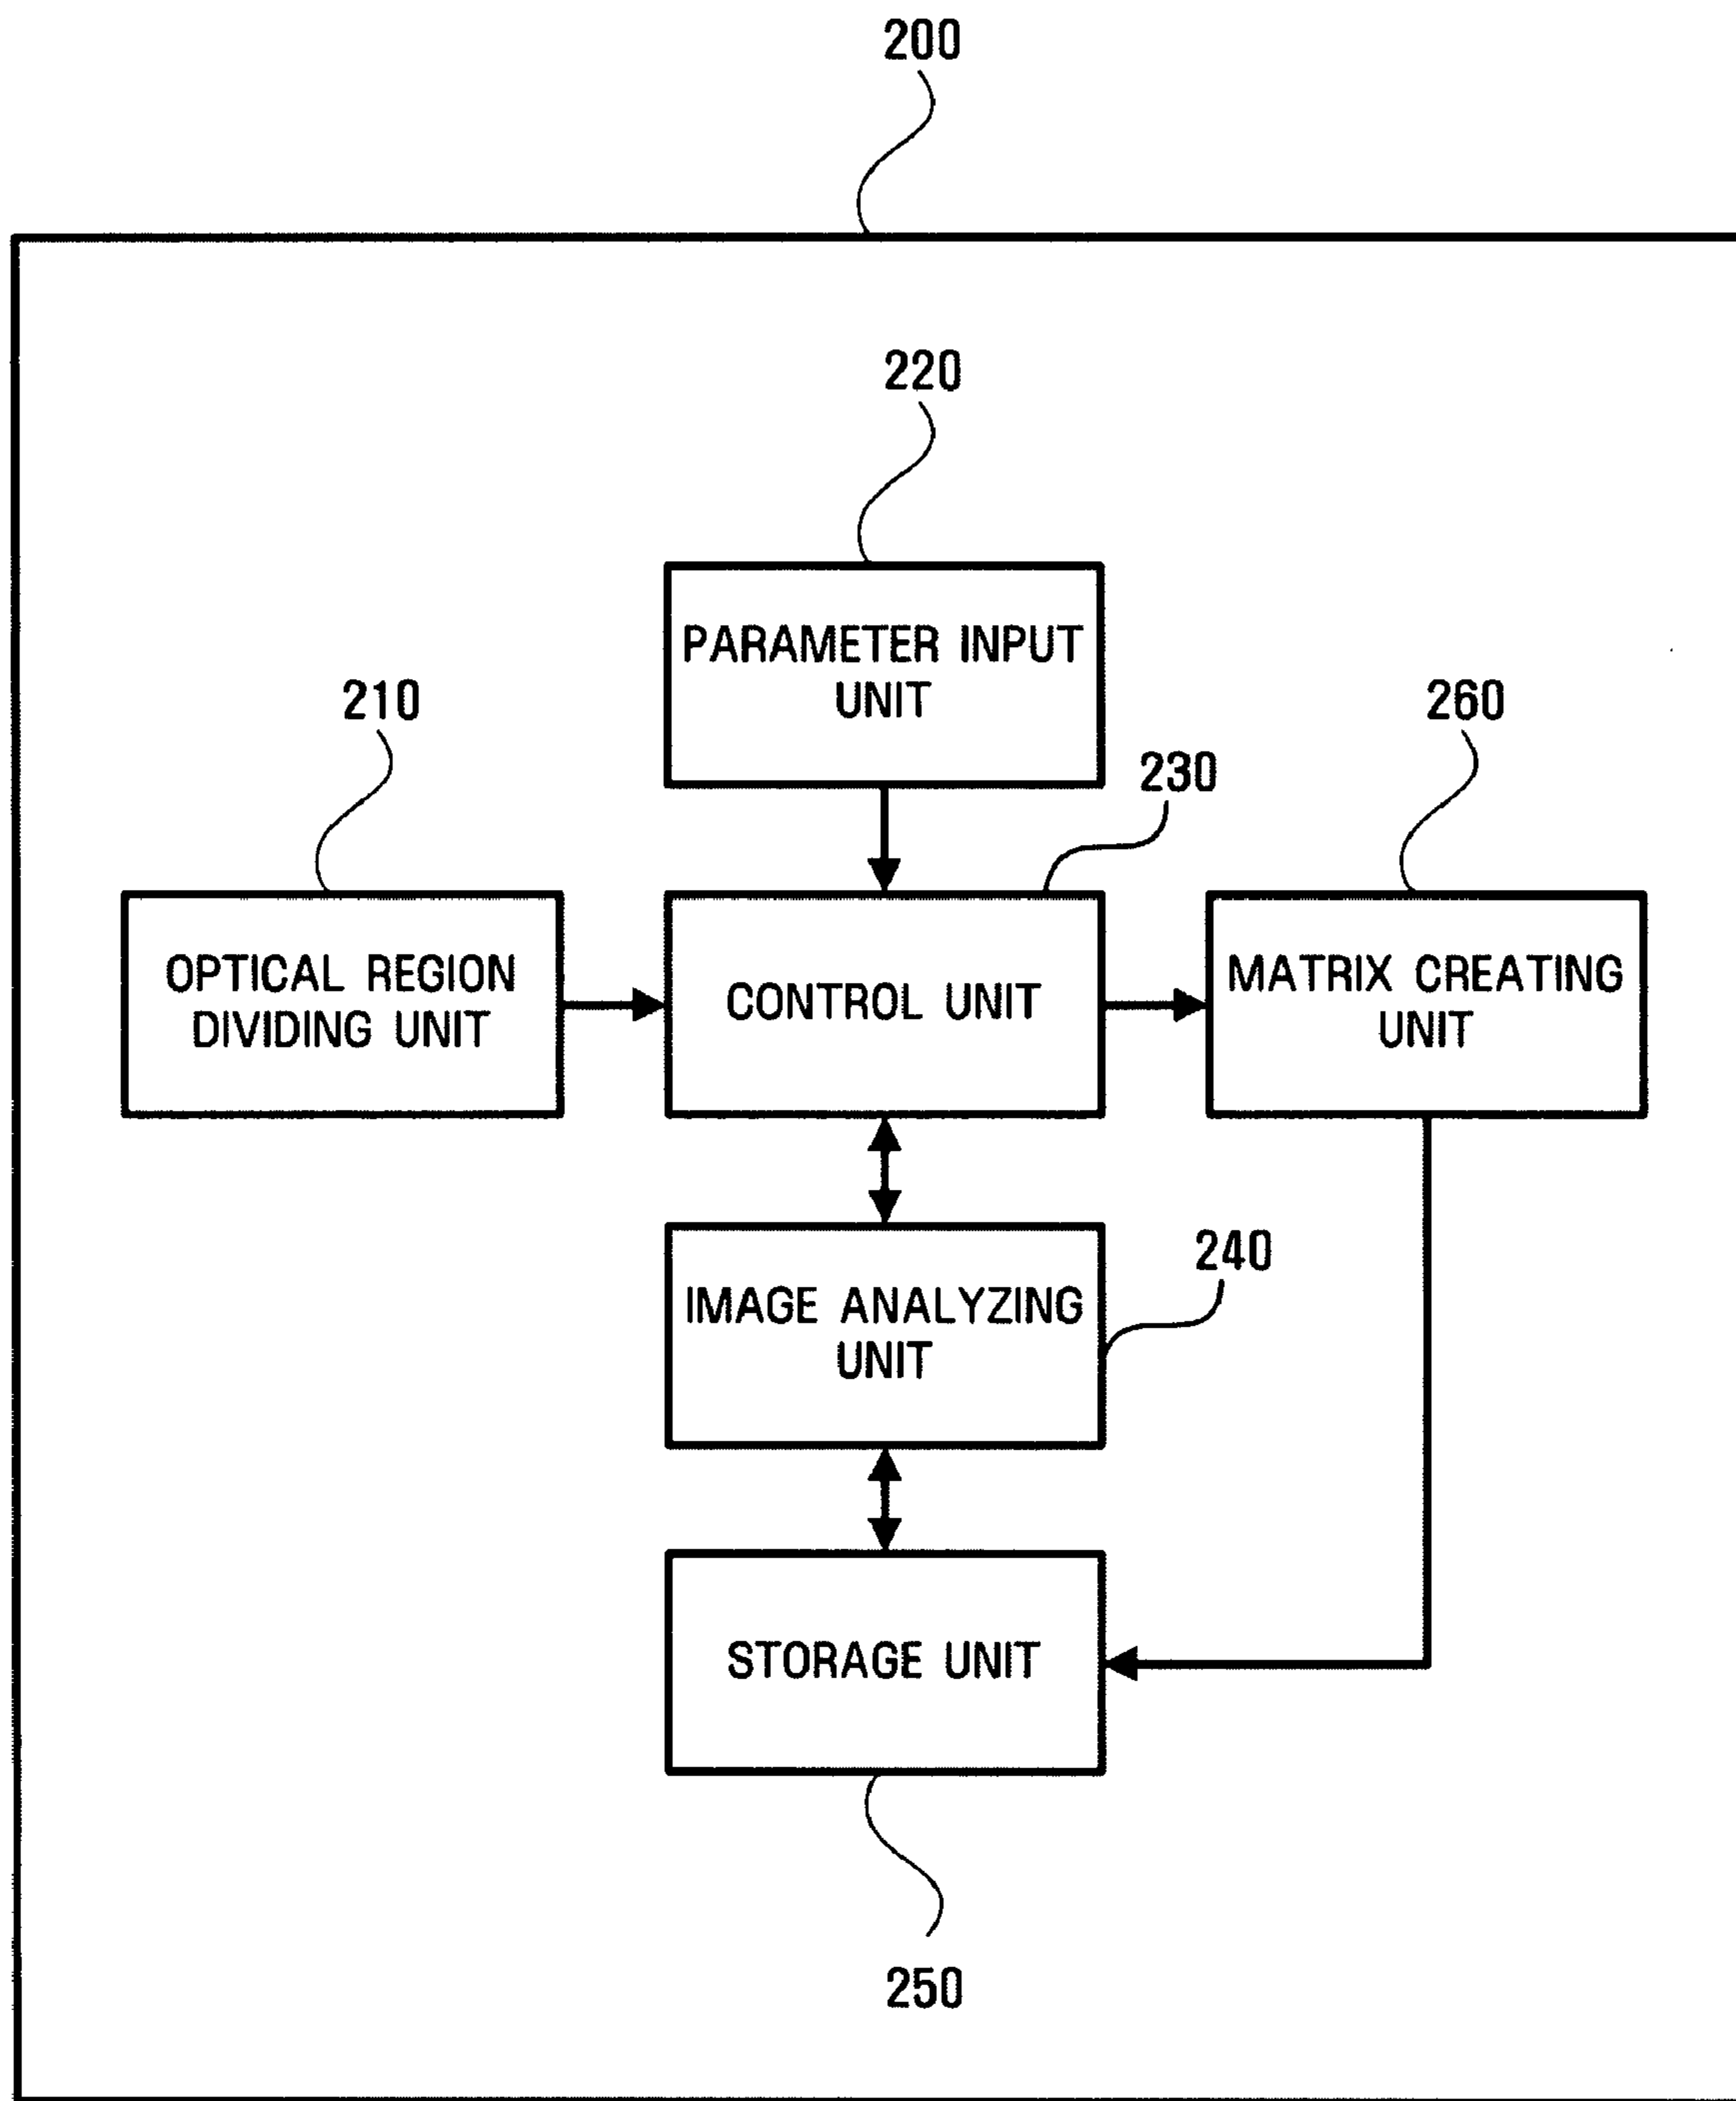 200
220
PARAMETER INPUT
UNIT
210
260
230
OPTICAL REGION
DIVIDING UNIT
CONTROL UNIT
MATRIX CREATING
UNIT
240
IMAGE ANALYZING
UNIT
STORAGE UNIT
250